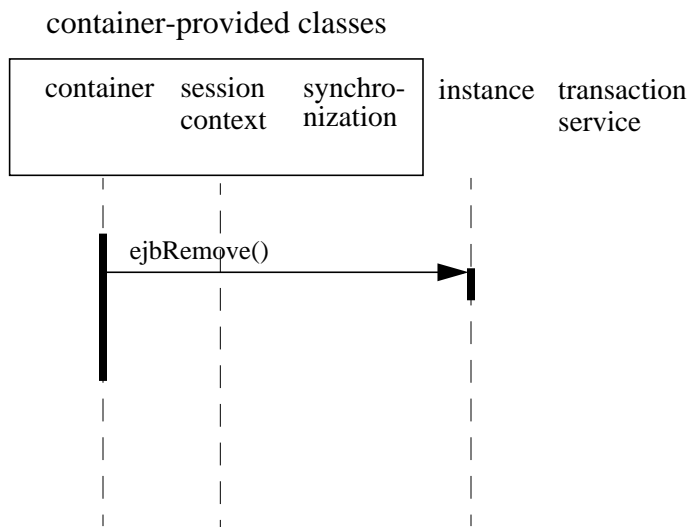 container-provided classes
container session synchro- instance transaction
context nization service
ejbRemove()